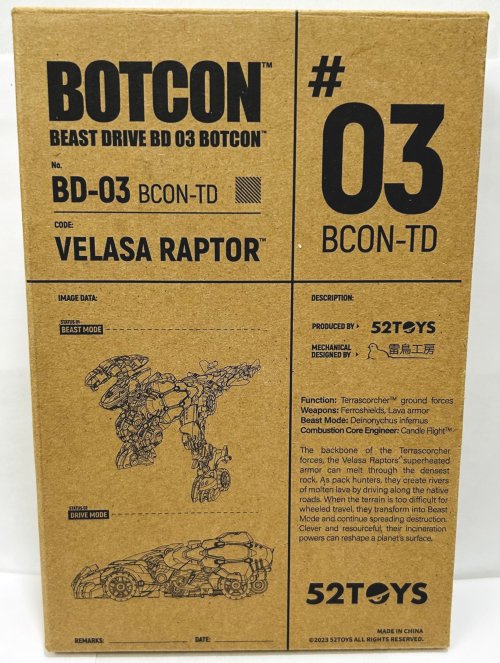 BOTCON™
BEAST DRIVE BD 03 BOTCON™
No.
BD-03 BCON-TD
CODE:
VELASA RAPTOR™
#
03
BCON-TD
IMAGE DATA:
STATUS 01
BEAST MODE
STATUS 02
DRIVE MODE
REMARKS:
DATE:
DESCRIPTION:
PRODUCED BY 52TOYS
MECHANICAL
DESIGNED BY 雷鳥工房
Function: Terrascorcher™ ground forces
Weapons: Ferroshields, Lava armor
Beast Mode: Deinonychus infernus
Combustion Core Engineer: Candle Right™
The backbone of the Terrascorcher
forces, the Velasa Raptors™ superheated
armor can melt through the densest
rock. As pack hunters, they create rivers
of molten lava by driving along the native
roads. When the terrain is too difficult for
wheeled travel, they transform into Beast
Mode and continue spreading destruction.
Clever and resourceful, their incineration
powers can reshape a planet's surface.
52TOYS
MADE IN CHINA
©2023 52TOYS ALL RIGHTS RESERVED.